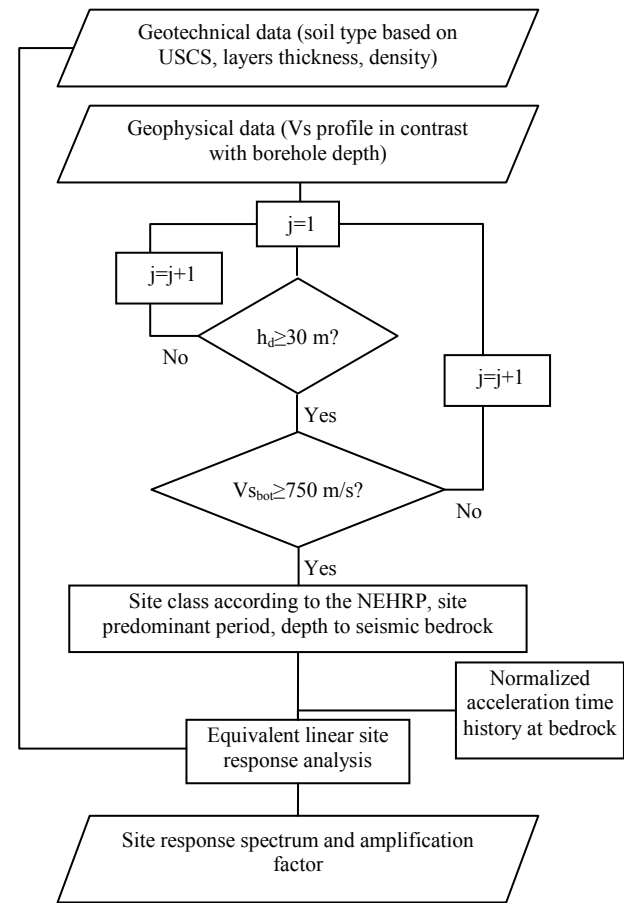 Geotechnical data (soil type based on
USCS, layers thickness, density)
Geophysical data (Vs profile in contrast
with borehole depth)
j=1
j=j+1
hd≥30 m?
No
j=j+1
Yes
Vsbot≥750 m/s?
No
Yes
Site class according to the NEHRP, site
predominant period, depth to seismic bedrock
Normalized
acceleration time
history at bedrock
Equivalent linear site
response analysis
Site response spectrum and amplification
factor